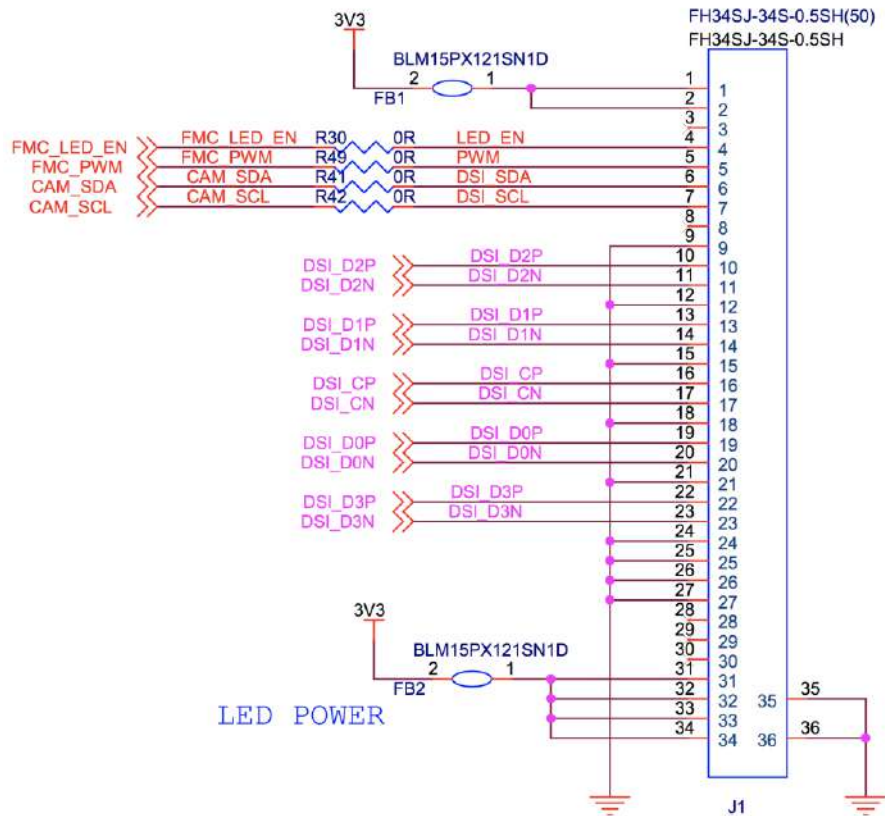 FH34SJ-34S-0.5SH(50)
FH34SJ-34S-0.5SH
3V3
BLM15PX121SN1D
2 1
FB1
1 1
2 2
3 3
FMC_LED_EN FMC_LED_EN R30 0R LED_EN 4 4
FMC_PWM FMC_PWM R49 0R PWM 5 5
CAM_SDA CAM_SDA R41 0R DSI_SDA 6 6
CAM_SCL CAM_SCL R42 0R DSI_SCL 7 7
8 8
9 9
DSI_D2P DSI_D2P 10 10
DSI_D2N DSI_D2N 11 11
12 12
DSI_D1P DSI_D1P 13 13
DSI_D1N DSI_D1N 14 14
15 15
DSI_CP DSI_CP 16 16
DSI_CN DSI_CN 17 17
18 18
DSI_D0P DSI_D0P 19 19
DSI_D0N DSI_D0N 20 20
21 21
DSI_D3P DSI_D3P 22 22
DSI_D3N DSI_D3N 23 23
24 24
25 25
26 26
27 27
28 28
29 29
30 30
3V3
BLM15PX121SN1D
2 1
FB2
31 31
32 32 35 35
33 33
34 34 36 36
LED POWER
J1